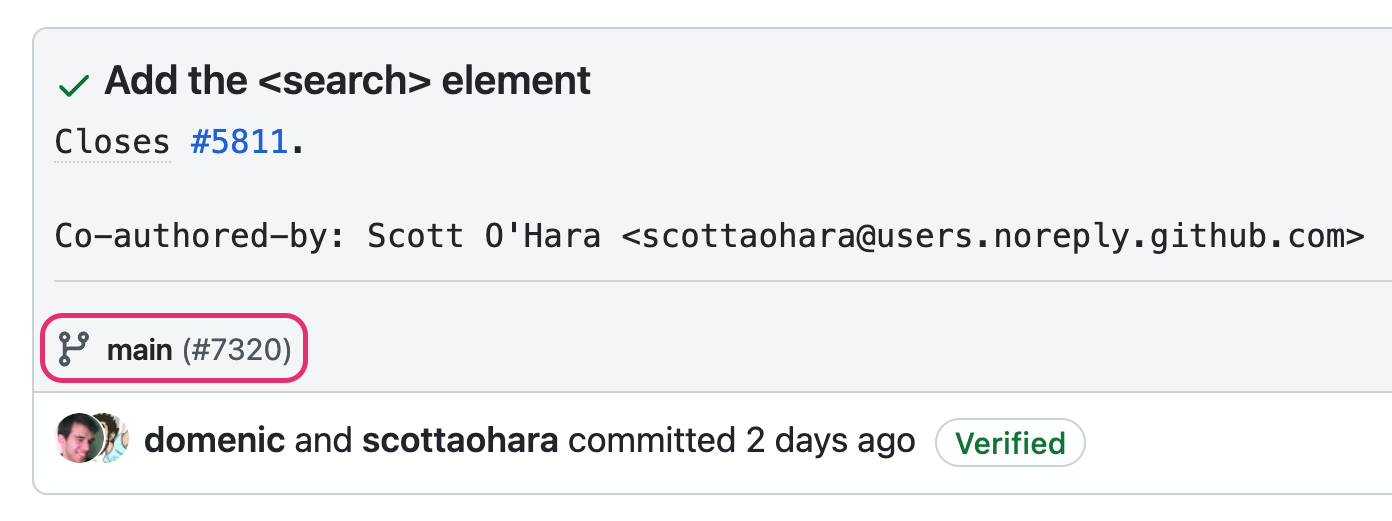 Add the <search> element
Closes #5811.
Co-authored-by: Scott O'Hara <scottaohara@users.noreply.github.com>
main (#7320)
domenic and scottaohara committed 2 days ago Verified